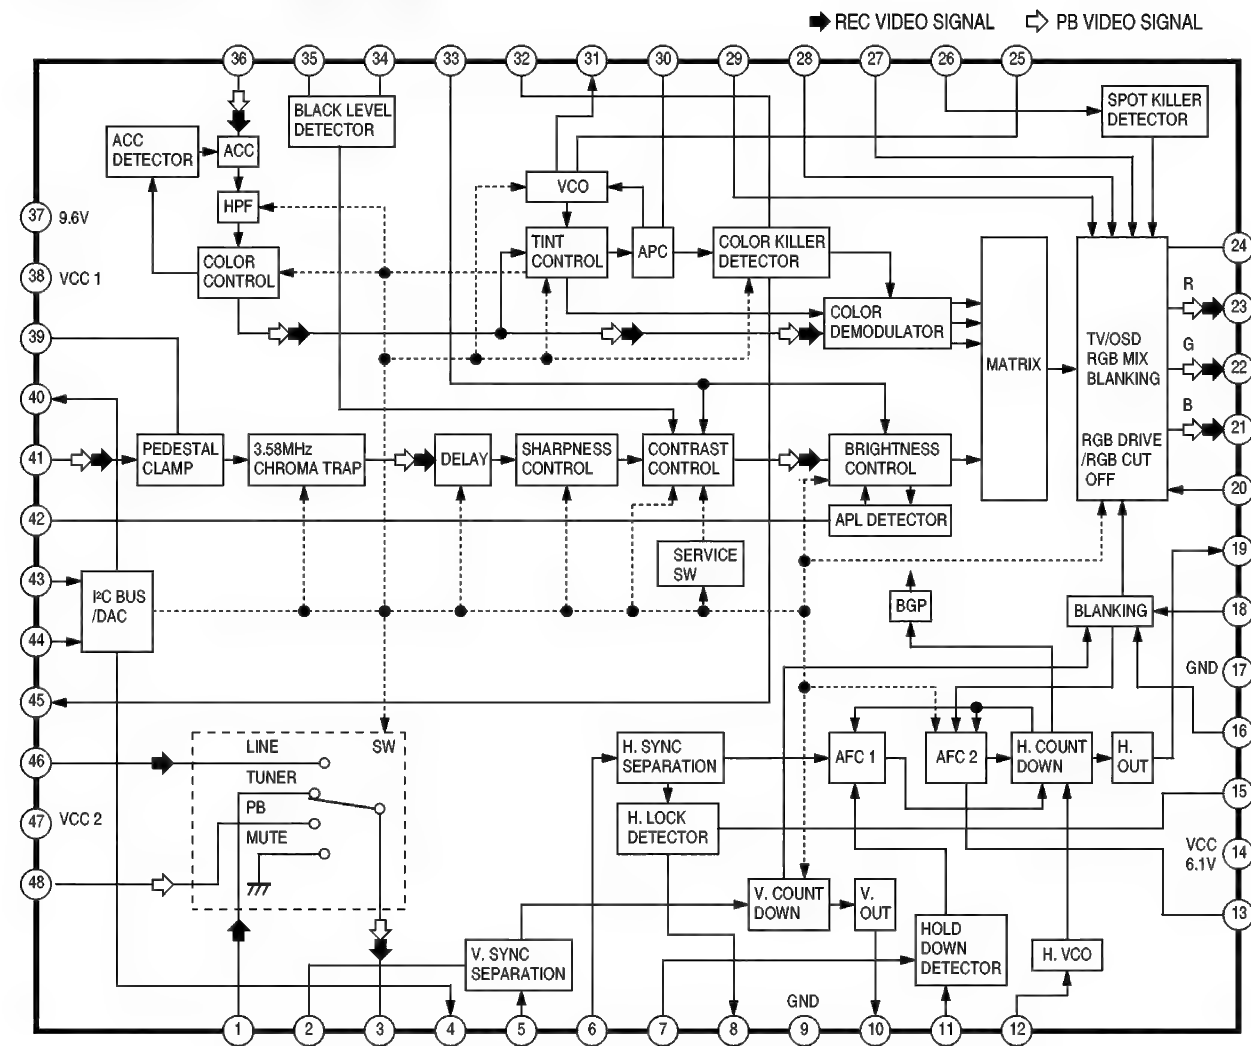 REC VIDEO SIGNAL PB VIDEO SIGNAL
36 35 34 33 32 31 30 29 28 27 26 25
BLACK LEVEL
DETECTOR
SPOT KILLER
DETECTOR
ACC
DETECTOR
ACC
HPF
VCO
37 9.6V
38 VCC 1
COLOR
CONTROL
TINT
CONTROL
APC
COLOR KILLER
DETECTOR
24
R
23
COLOR
DEMODULATOR
MATRIX
TV/OSD
RGB MIX
BLANKING
G
22
B
21
RGB DRIVE
/RGB CUT
OFF
39
40
41
PEDESTAL
CLAMP
3.58MHz
CHROMA TRAP
DELAY
SHARPNESS
CONTROL
CONTRAST
CONTROL
BRIGHTNESS
CONTROL
20
42
APL DETECTOR
SERVICE
SW
19
43
I²C BUS
/DAC
44
BGP
BLANKING
18
GND
17
45
16
46
LINE
SW
TUNER
PB
MUTE
H. SYNC
SEPARATION
AFC 1
AFC 2
H. COUNT
DOWN
H.
OUT
15
47 VCC 2
H. LOCK
DETECTOR
VCC
6.1V
14
48
V. COUNT
DOWN
V.
OUT
13
V. SYNC
SEPARATION
HOLD
DOWN
DETECTOR
H. VCO
GND
1 2 3 4 5 6 7 8 9 10 11 12